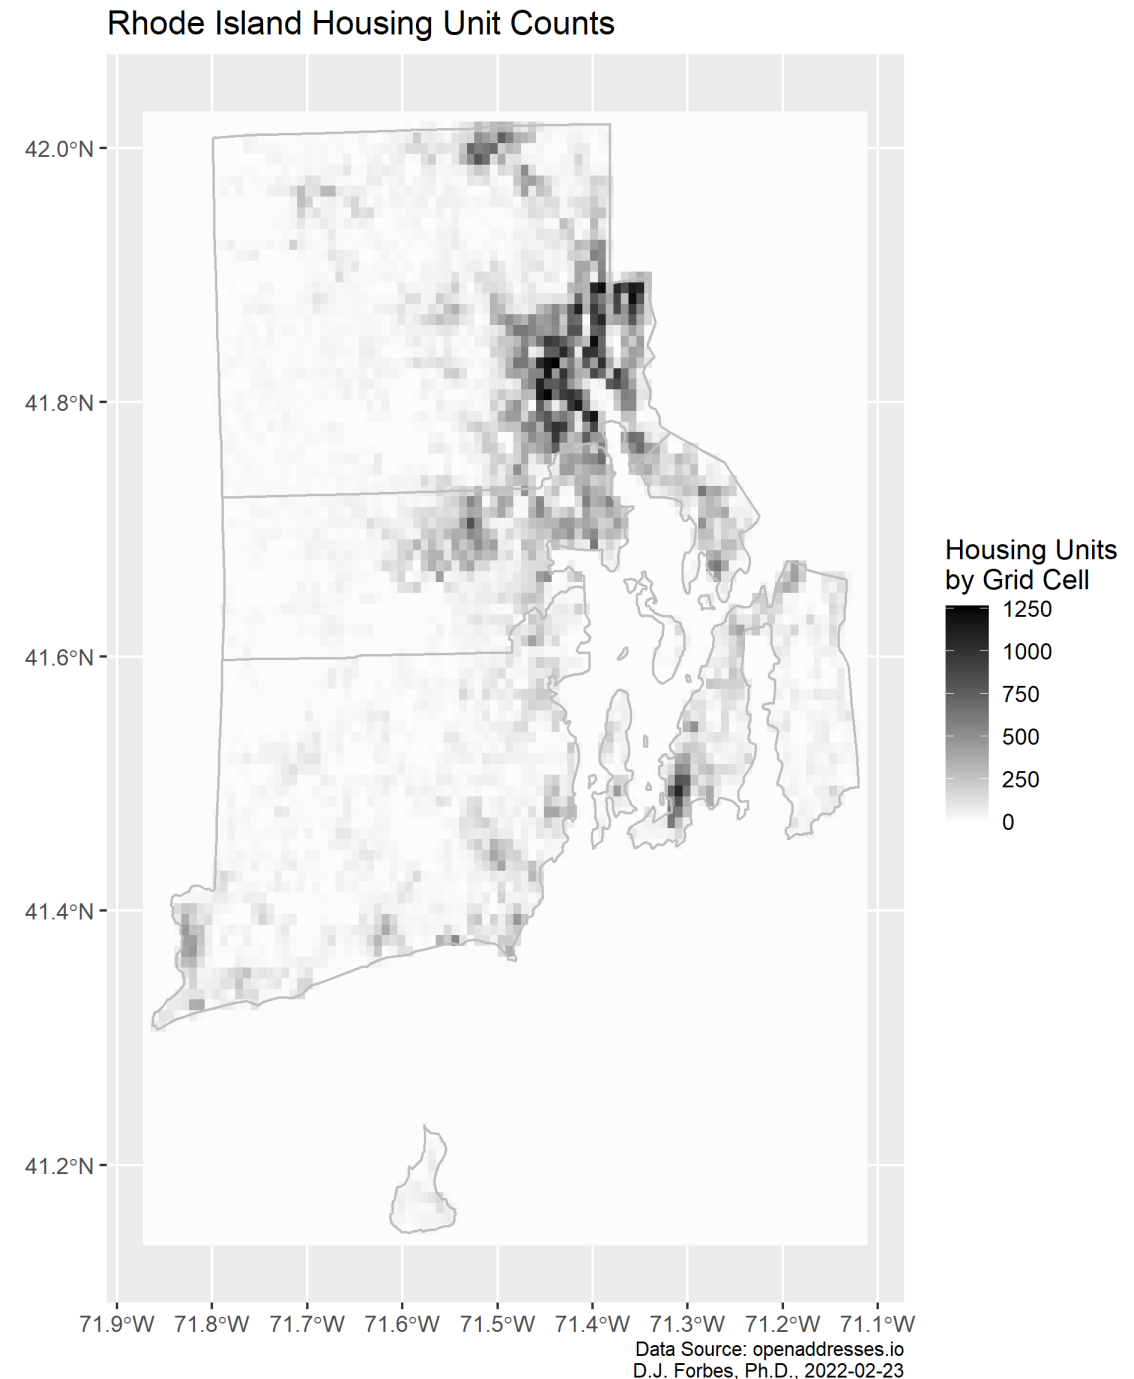 Rhode Island Housing Unit Counts
42.0°N
41.8°N
41.6°N
41.4°N
41.2°N
71.9°W 71.8°W 71.7°W 71.6°W 71.5°W 71.4°W 71.3°W 71.2°W 71.1°W
Housing Units
by Grid Cell
1250
1000
750
500
250
0
Data Source: openaddresses.io
D.J. Forbes, Ph.D., 2022-02-23